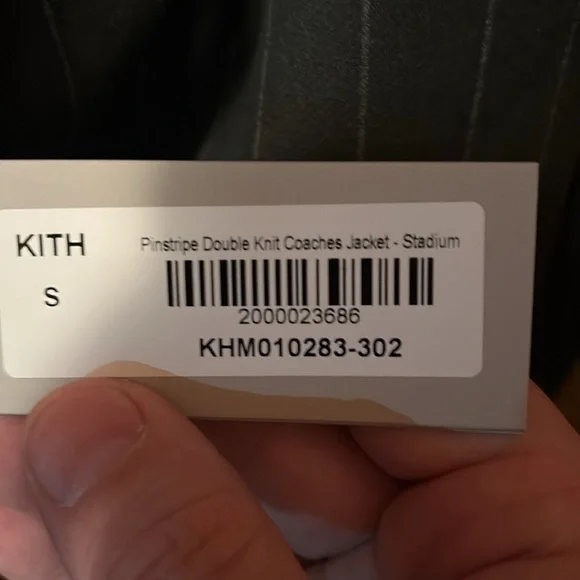 KITH
S
Pinstripe Double Knit Coaches Jacket - Stadium
2000023686
KHM010283-302